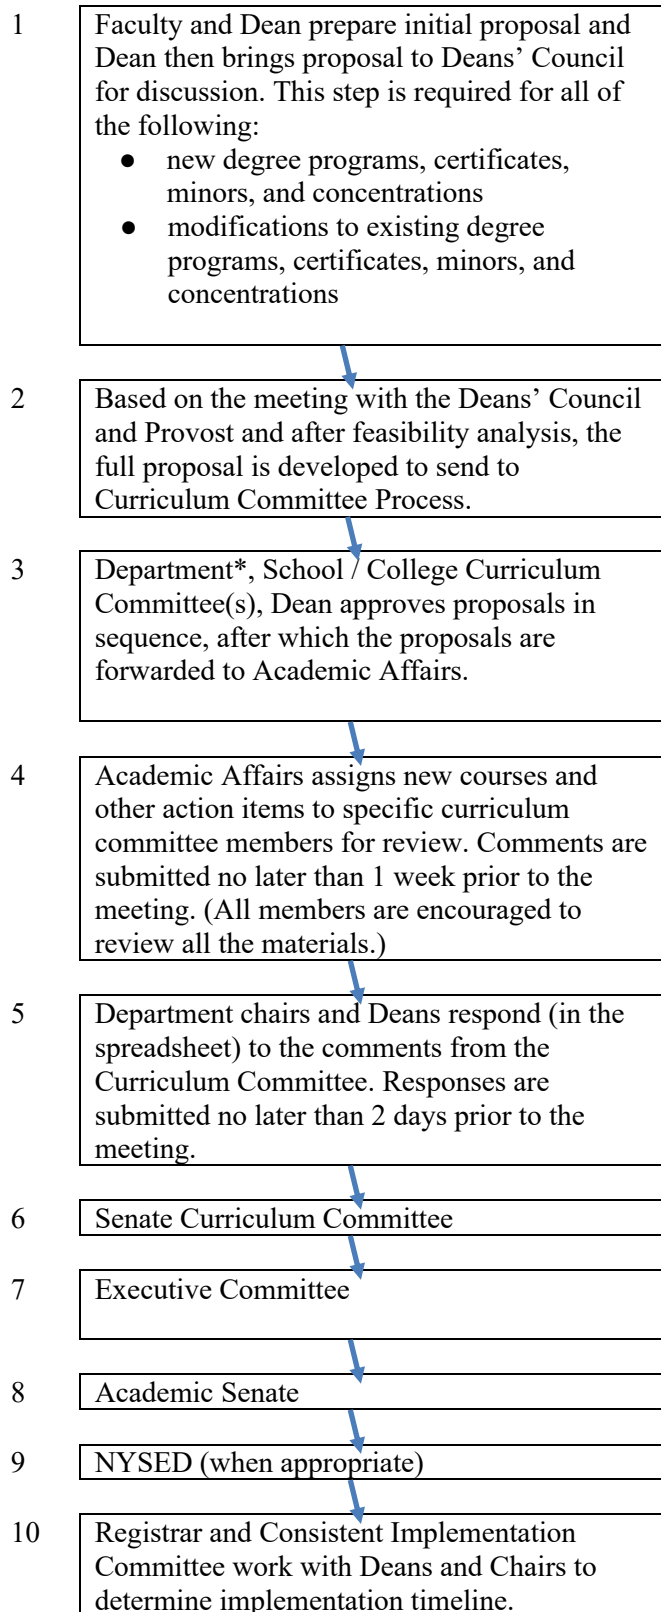 1 Faculty and Dean prepare initial proposal and
Dean then brings proposal to Deans’ Council
for discussion. This step is required for all of
the following:
● new degree programs, certificates,
minors, and concentrations
● modifications to existing degree
programs, certificates, minors, and
concentrations
2 Based on the meeting with the Deans’ Council
and Provost and after feasibility analysis, the
full proposal is developed to send to
Curriculum Committee Process.
3 Department*, School / College Curriculum
Committee(s), Dean approves proposals in
sequence, after which the proposals are
forwarded to Academic Affairs.
4 Academic Affairs assigns new courses and
other action items to specific curriculum
committee members for review. Comments are
submitted no later than 1 week prior to the
meeting. (All members are encouraged to
review all the materials.)
5 Department chairs and Deans respond (in the
spreadsheet) to the comments from the
Curriculum Committee. Responses are
submitted no later than 2 days prior to the
meeting.
6 Senate Curriculum Committee
7 Executive Committee
8 Academic Senate
9 NYSED (when appropriate)
10 Registrar and Consistent Implementation
Committee work with Deans and Chairs to
determine implementation timeline.